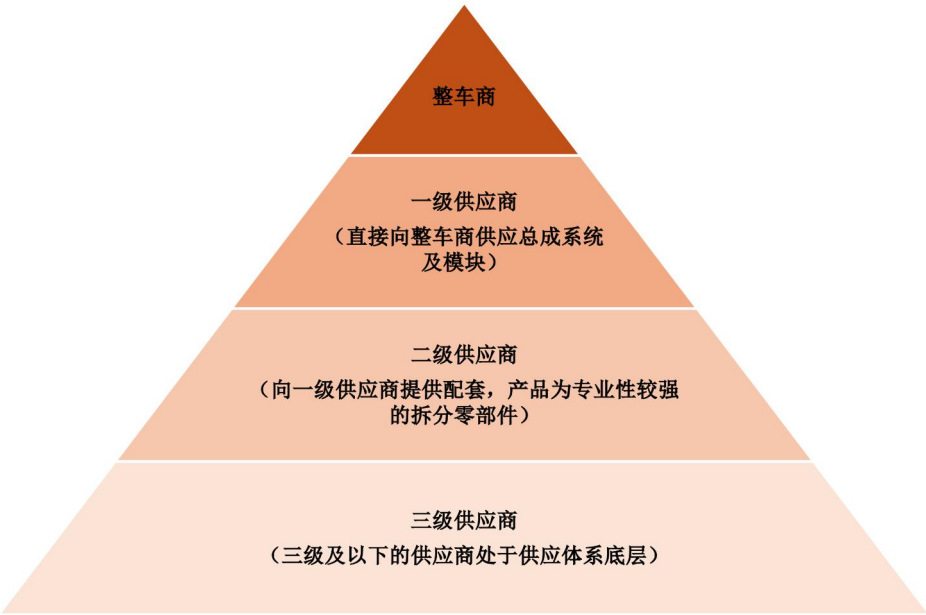 整车商
一级供应商
（直接向整车商供应总成系统
及模块）
二级供应商
（向一级供应商提供配套，产品为专业性较强
的拆分零部件）
三级供应商
（三级及以下的供应商处于供应体系底层）